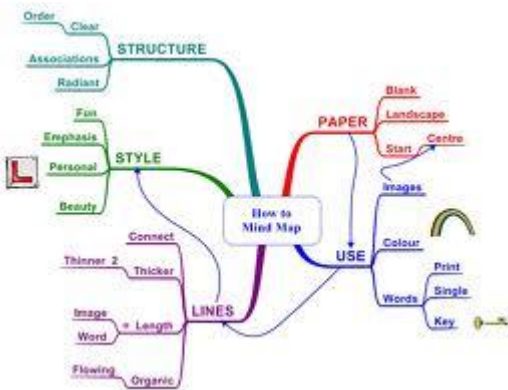 How to
Mind Map
PAPER
Blank
Landscape
Start
Centre
USE
Images
Colour
Words
Print
Single
Key
LINES
Connect
Thinner 2
Thicker
Image
Word
= Length
Flowing
Organic
STYLE
Fun
Emphasis
Personal
L
Beauty
STRUCTURE
Order
Clear
Associations
Radiant